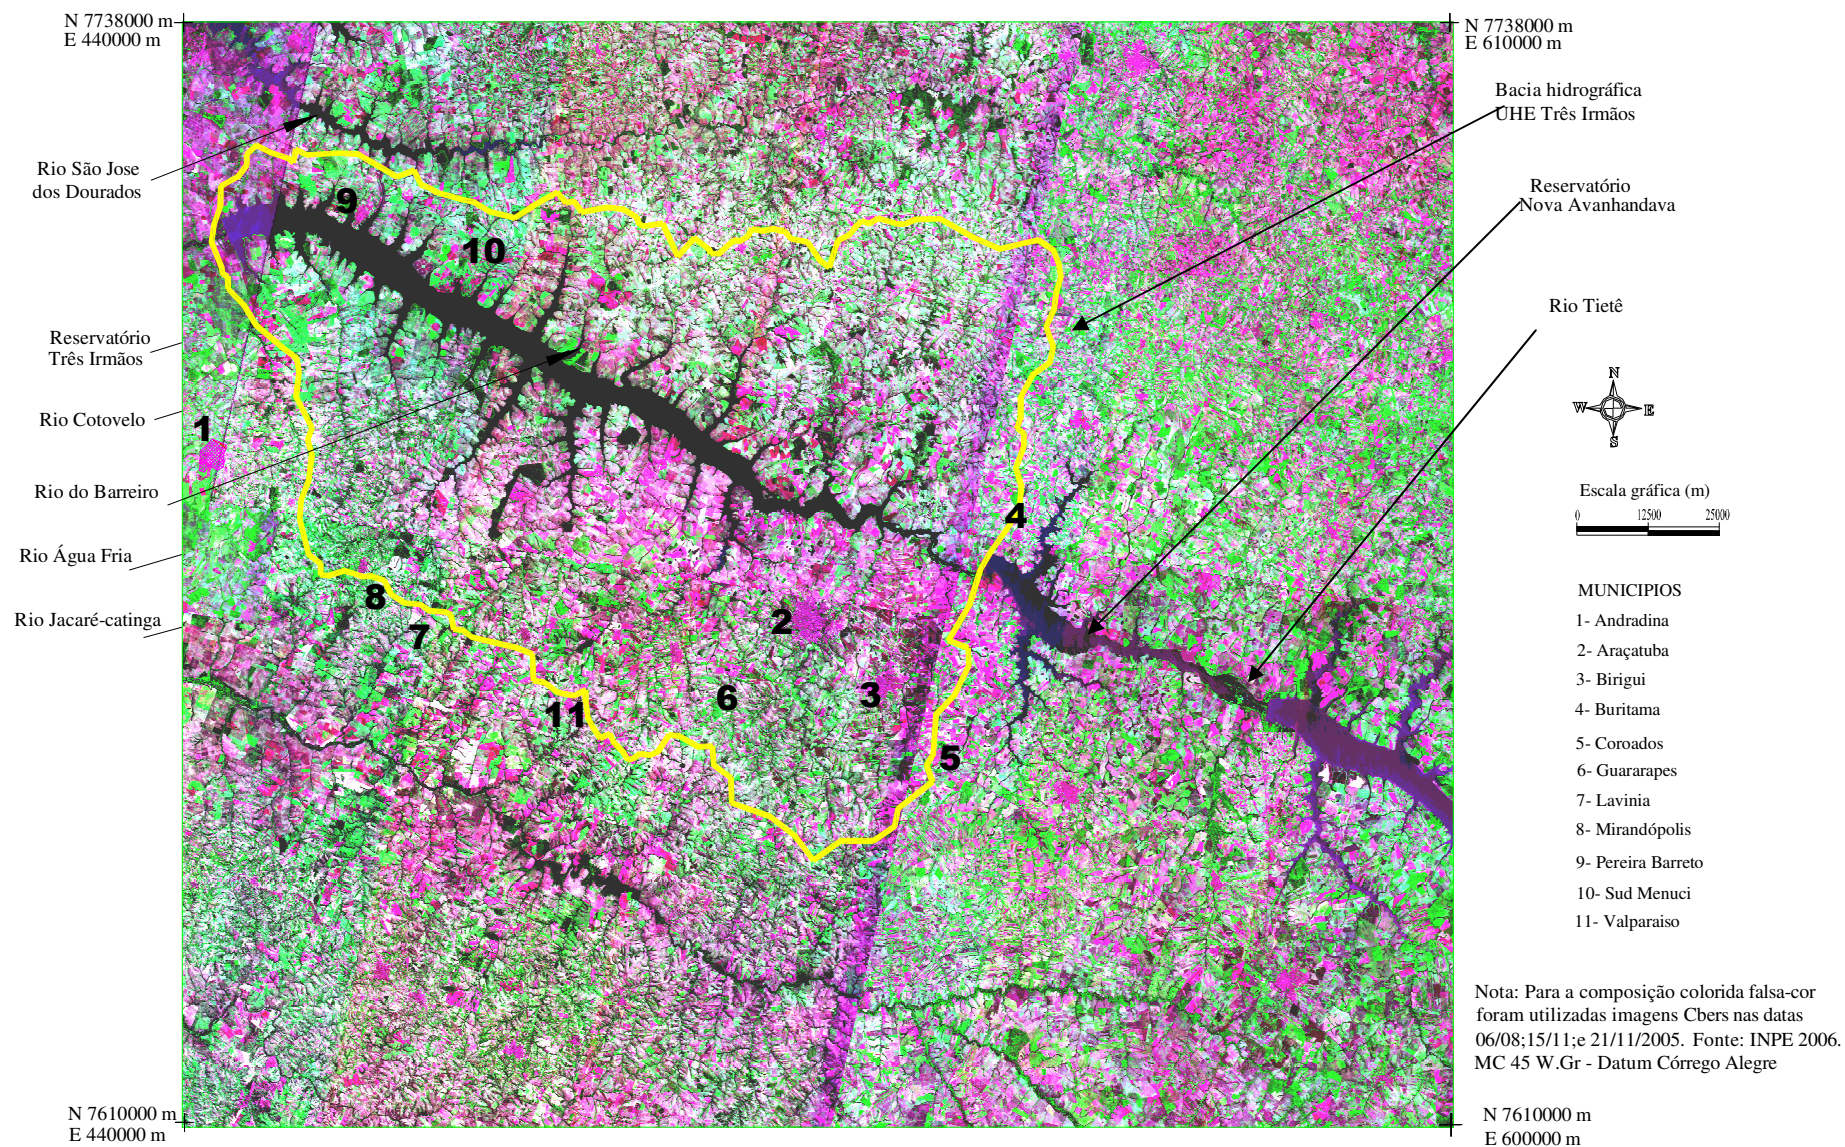 N 7738000 m
E 440000 m
N 7738000 m
E 610000 m
Bacia hidrográfica
UHE Três Irmãos
Rio São Jose
dos Dourados
Reservatório
Nova Avanhandava
9
10
Rio Tietê
Reservatório
Três Irmãos
N
W
E
S
Rio Cotovelo
1
Rio do Barreiro
Escala gráfica (m)
0 12500 25000
4
Rio Água Fria
8
Rio Jacaré-catinga
2
7
6
3
11
5
MUNICIPIOS
1- Andradina
2- Araçatuba
3- Birigui
4- Buritama
5- Coroados
6- Guararapes
7- Lavinia
8- Mirandópolis
9- Pereira Barreto
10- Sud Menuci
11- Valparaiso
Nota: Para a composição colorida falsa-cor
foram utilizadas imagens Cbers nas datas
06/08;15/11;e 21/11/2005. Fonte: INPE 2006.
MC 45 W.Gr - Datum Córrego Alegre
N 7610000 m
E 440000 m
N 7610000 m
E 600000 m